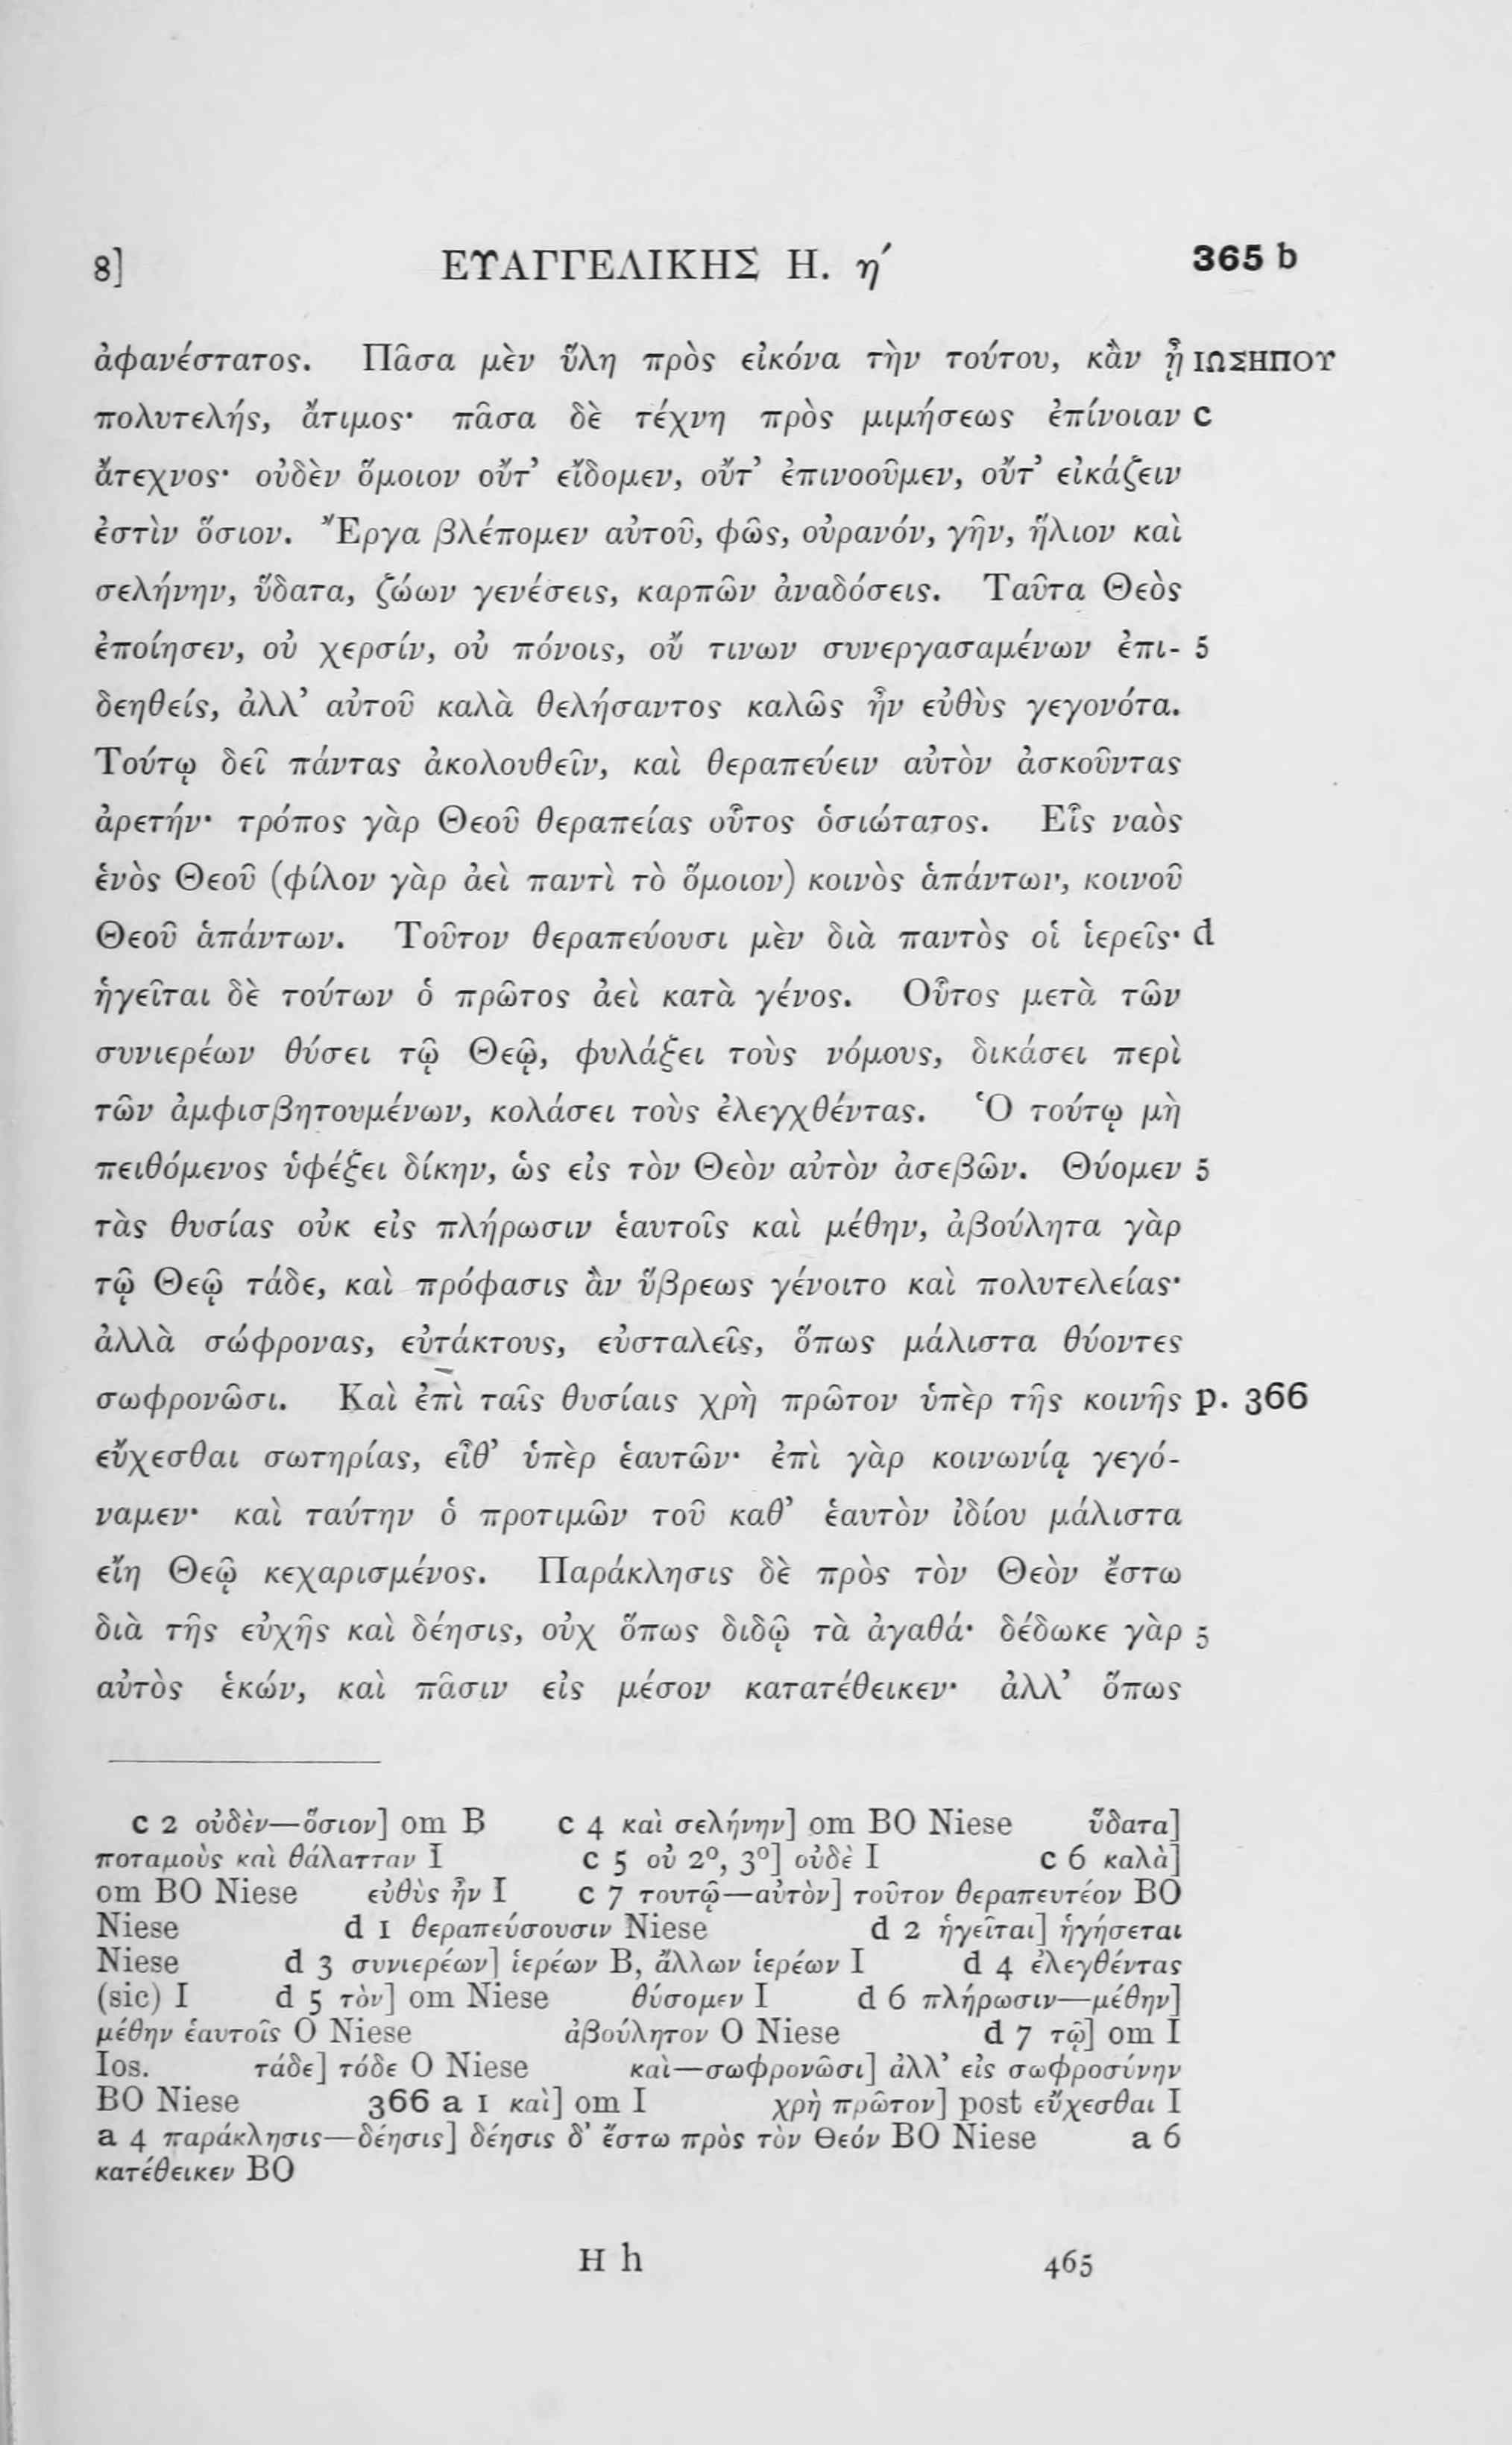 8] ΕΥΑΓΓΕΛΙΚΗΣ Η. η΄ 365 b
ἀφανέστατος. Πᾶσα μὲν ὕλη πρὸς εἰκόνα τὴν τούτου, κἂν ᾖ ΙΩΣΗΠΟΥ
πολυτελής, ἄτιμος· πᾶσα δὲ τέχνη πρὸς μιμήσεως ἐπίνοιαν c
ἄτεχνος· οὐδὲν ὅμοιον οὔτ’ εἴδομεν, οὔτ’ ἐπινοοῦμεν, οὔτ’ εἰκάζειν
ἐστὶν ὅσιον. Ἔργα βλέπομεν αὐτοῦ, φῶς, οὐρανόν, γῆν, ἥλιον καὶ
σελήνην, ὕδατα, ζώων γενέσεις, καρπῶν ἀναδόσεις. Ταῦτα Θεὸς
ἐποίησεν, οὐ χερσίν, οὐ πόνοις, οὔ τινων συνεργασαμένων ἐπι- 5
δεηθείς, ἀλλ’ αὐτοῦ καλὰ θελήσαντος καλῶς ἦν εὐθὺς γεγονότα.
Τούτῳ δεῖ πάντας ἀκολουθεῖν, καὶ θεραπεύειν αὐτὸν ἀσκοῦντας
ἀρετήν· τρόπος γὰρ Θεοῦ θεραπείας οὗτος ὁσιώτατος. Εἷς ναὸς
ἑνὸς Θεοῦ (φίλον γὰρ ἀεὶ παντὶ τὸ ὅμοιον) κοινὸς ἁπάντων, κοινοῦ
Θεοῦ ἁπάντων. Τοῦτον θεραπεύουσι μὲν διὰ παντὸς οἱ ἱερεῖς· d
ἡγεῖται δὲ τούτων ὁ πρῶτος ἀεὶ κατὰ γένος. Οὗτος μετὰ τῶν
συνιερέων θύσει τῷ Θεῷ, φυλάξει τοὺς νόμους, δικάσει περὶ
τῶν ἀμφισβητουμένων, κολάσει τοὺς ἐλεγχθέντας. Ὁ τούτῳ μὴ
πειθόμενος ὑφέξει δίκην, ὡς εἰς τὸν Θεὸν αὐτὸν ἀσεβῶν. Θύομεν 5
τὰς θυσίας οὐκ εἰς πλήρωσιν ἑαυτοῖς καὶ μέθην, ἀβούλητα γὰρ
τῷ Θεῷ τάδε, καὶ πρόφασις ἂν ὕβρεως γένοιτο καὶ πολυτελείας·
ἀλλὰ σώφρονας, εὐτάκτους, εὐσταλεῖς, ὅπως μάλιστα θύοντες
σωφρονῶσι. Καὶ ἐπὶ ταῖς θυσίαις χρὴ πρῶτον ὑπὲρ τῆς κοινῆς p. 366
εὔχεσθαι σωτηρίας, εἶθ’ ὑπὲρ ἑαυτῶν· ἐπὶ γὰρ κοινωνίᾳ γεγό-
ναμεν· καὶ ταύτην ὁ προτιμῶν τοῦ καθ’ ἑαυτὸν ἰδίου μάλιστα
εἴη Θεῷ κεχαρισμένος. Παράκλησις δὲ πρὸς τὸν Θεὸν ἔστω
διὰ τῆς εὐχῆς καὶ δέησις, οὐχ ὅπως διδῷ τὰ ἀγαθά· δέδωκε γὰρ 5
αὐτὸς ἑκών, καὶ πᾶσιν εἰς μέσον κατατέθεικεν· ἀλλ’ ὅπως
c 2 οὐδὲν—ὅσιον] om B c 4 καὶ σελήνην] om BO Niese ὕδατα]
ποταμοὺς καὶ θάλατταν I c 5 οὐ 2º, 3º] οὐδὲ I c 6 καλὰ]
om BO Niese εὐθὺς ἦν I c 7 τουτῷ—αὐτὸν] τοῦτον θεραπευτέον BO
Niese d 1 θεραπεύσουσιν Niese d 2 ἡγεῖται] ἡγήσεται
Niese d 3 συνιερέων] ἱερέων B, ἄλλων ἱερέων I d 4 ἐλεγθέντας
(sic) I d 5 τὸν] om Niese θύσομεν I d 6 πλήρωσιν—μέθην]
μέθην ἑαυτοῖς O Niese ἀβούλητον O Niese d 7 τῷ] om I
Ios. τάδε] τόδε O Niese καὶ—σωφρονῶσι] ἀλλ’ εἰς σωφροσύνην
BO Niese 366 a 1 καὶ] om I χρὴ πρῶτον] post εὔχεσθαι I
a 4 παράκλησις—δέησις] δέησις δ’ ἔστω πρὸς τὸν Θεόν BO Niese a 6
κατέθεικεν BO
H h 465